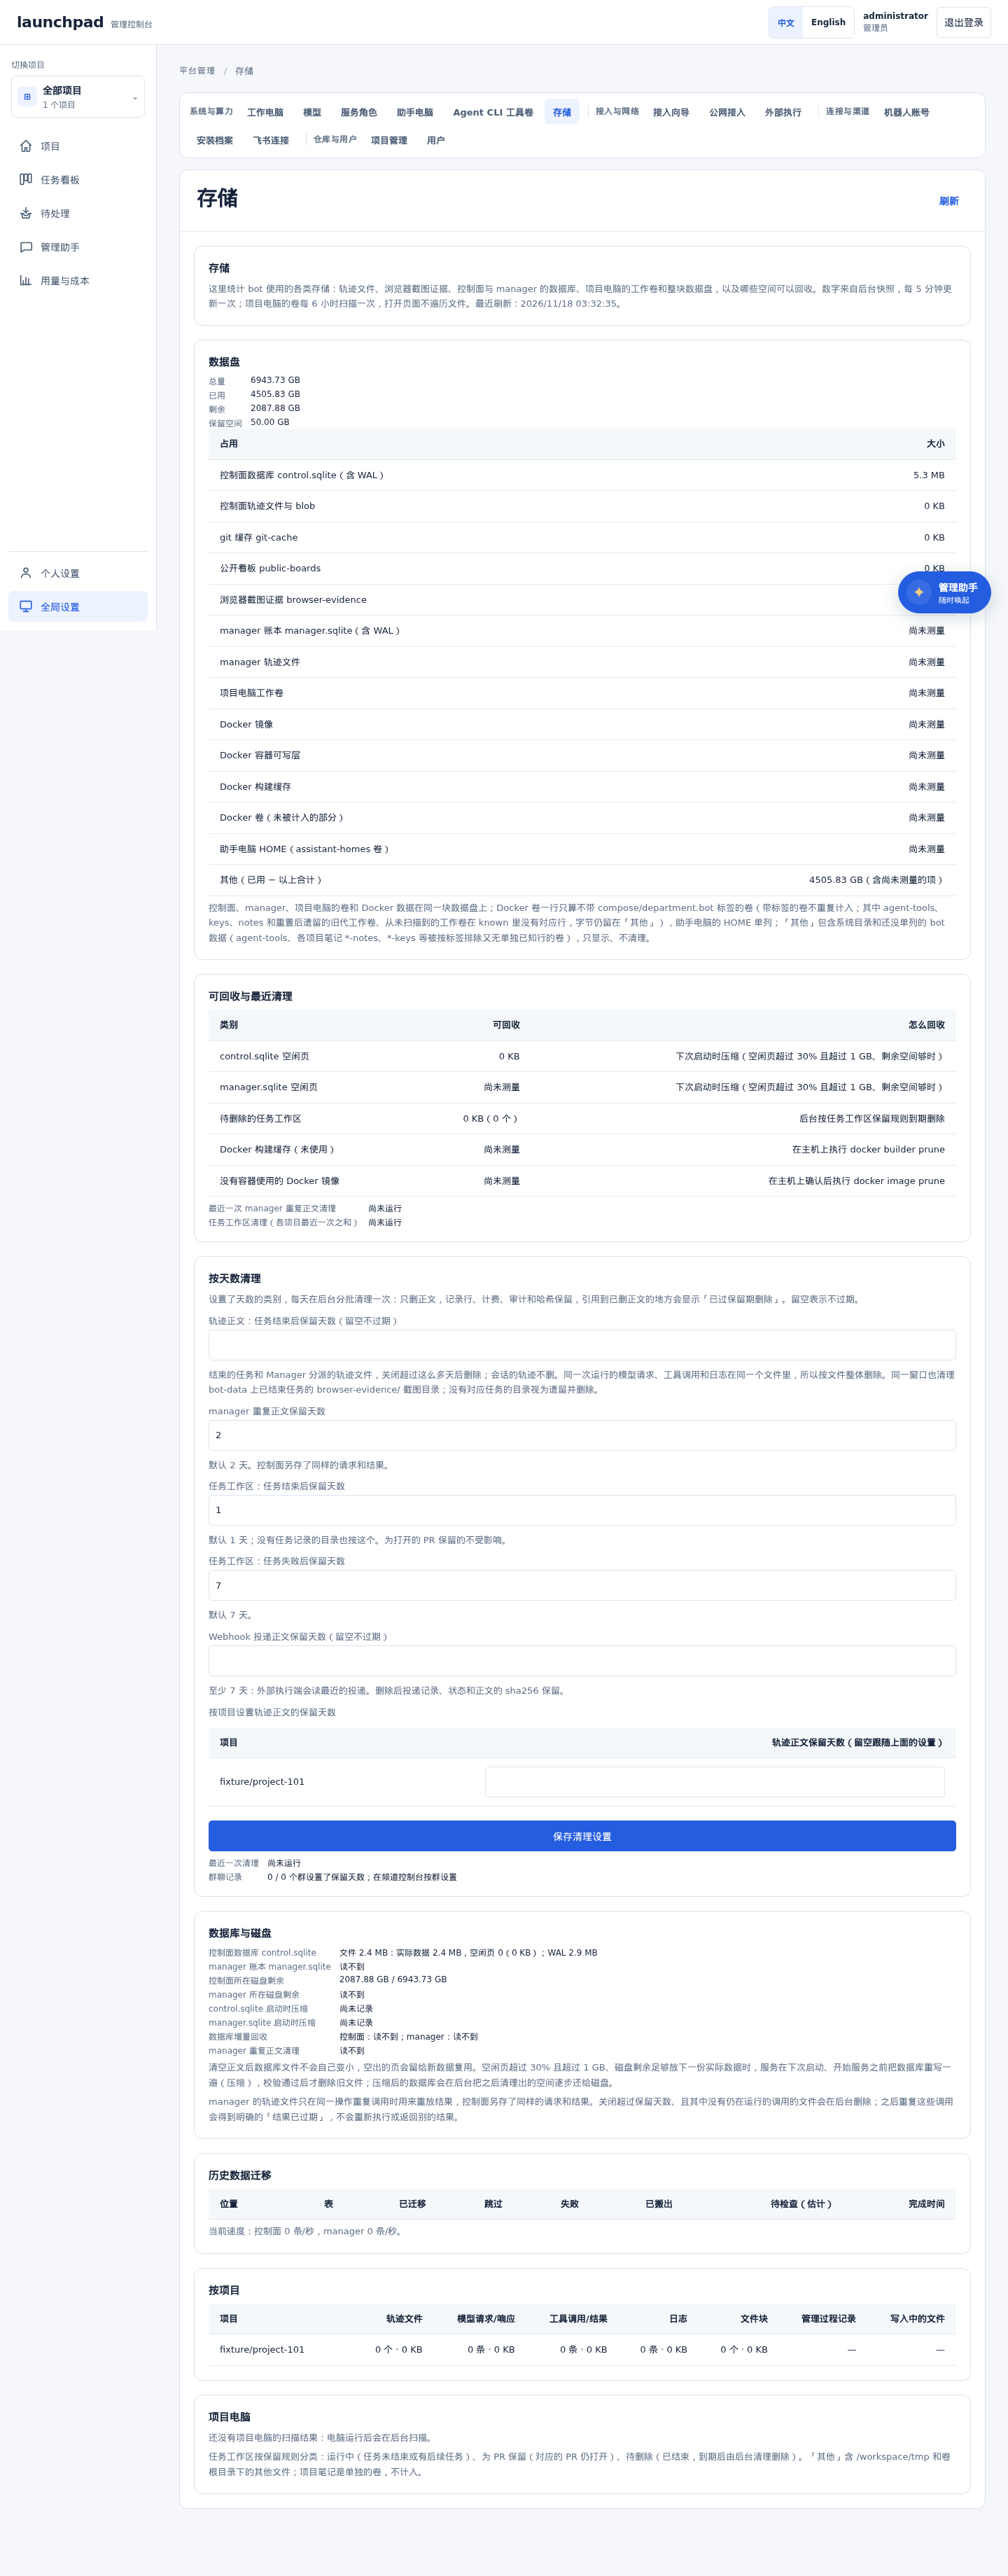 launchpad 管理控制台
中文 English
administrator
管理员
退出登录
切换项目
全部项目
1 个项目
项目
任务看板
待处理
管理助手
用量与成本
个人设置
全局设置
平台管理 / 存储
系统与算力 工作电脑 模型 服务角色 助手电脑 Agent CLI 工具卷 存储 接入与网络 接入向导 公网接入 外部执行 连接与渠道 机器人账号
安装档案 飞书连接 仓库与用户 项目管理 用户
存储
刷新
存储
这里统计 bot 使用的各类存储：轨迹文件、浏览器截图证据、控制面与 manager 的数据库、项目电脑的工作卷和整块数据盘，以及哪些空间可以回收。数字来自后台快照，每 5 分钟更
新一次；项目电脑的卷每 6 小时扫描一次，打开页面不遍历文件。最近刷新：2026/11/18 03:32:35。
数据盘
总量 6943.73 GB
已用 4505.83 GB
剩余 2087.88 GB
保留空间 50.00 GB
占用 大小
控制面数据库 control.sqlite（含 WAL） 5.3 MB
控制面轨迹文件与 blob 0 KB
git 缓存 git-cache 0 KB
公开看板 public-boards 0 KB
浏览器截图证据 browser-evidence
管理助手
随时唤起
manager 账本 manager.sqlite（含 WAL） 尚未测量
manager 轨迹文件 尚未测量
项目电脑工作卷 尚未测量
Docker 镜像 尚未测量
Docker 容器可写层 尚未测量
Docker 构建缓存 尚未测量
Docker 卷（未被计入的部分） 尚未测量
助手电脑 HOME（assistant-homes 卷） 尚未测量
其他（已用 − 以上合计） 4505.83 GB（含尚未测量的项）
控制面、manager、项目电脑的卷和 Docker 数据在同一块数据盘上；Docker 卷一行只算不带 compose/department.bot 标签的卷（带标签的卷不重复计入；其中 agent-tools、
keys、notes 和重置后遗留的旧代工作卷、从未扫描到的工作卷在 known 里没有对应行，字节仍留在「其他」），助手电脑的 HOME 单列；「其他」包含系统目录和还没单列的 bot
数据（agent-tools、各项目笔记 *-notes、*-keys 等被按标签排除又无单独已知行的卷），只显示、不清理。
可回收与最近清理
类别 可回收 怎么回收
control.sqlite 空闲页 0 KB 下次启动时压缩（空闲页超过 30% 且超过 1 GB、剩余空间够时）
manager.sqlite 空闲页 尚未测量 下次启动时压缩（空闲页超过 30% 且超过 1 GB、剩余空间够时）
待删除的任务工作区 0 KB（0 个） 后台按任务工作区保留规则到期删除
Docker 构建缓存（未使用） 尚未测量 在主机上执行 docker builder prune
没有容器使用的 Docker 镜像 尚未测量 在主机上确认后执行 docker image prune
最近一次 manager 重复正文清理 尚未运行
任务工作区清理（各项目最近一次之和） 尚未运行
按天数清理
设置了天数的类别，每天在后台分批清理一次：只删正文，记录行、计费、审计和哈希保留，引用到已删正文的地方会显示「已过保留期删除」。留空表示不过期。
轨迹正文：任务结束后保留天数（留空不过期）
结束的任务和 Manager 分派的轨迹文件，关闭超过这么多天后删除；会话的轨迹不删。同一次运行的模型请求、工具调用和日志在同一个文件里，所以按文件整体删除。同一窗口也清理
bot-data 上已结束任务的 browser-evidence/ 截图目录；没有对应任务的目录视为遗留并删除。
manager 重复正文保留天数
2
默认 2 天。控制面另存了同样的请求和结果。
任务工作区：任务结束后保留天数
1
默认 1 天；没有任务记录的目录也按这个。为打开的 PR 保留的不受影响。
任务工作区：任务失败后保留天数
7
默认 7 天。
Webhook 投递正文保留天数（留空不过期）
至少 7 天：外部执行端会读最近的投递。删除后投递记录、状态和正文的 sha256 保留。
按项目设置轨迹正文的保留天数
项目 轨迹正文保留天数（留空跟随上面的设置）
fixture/project-101
保存清理设置
最近一次清理 尚未运行
群聊记录 0 / 0 个群设置了保留天数；在频道控制台按群设置
数据库与磁盘
控制面数据库 control.sqlite 文件 2.4 MB：实际数据 2.4 MB，空闲页 0（0 KB）；WAL 2.9 MB
manager 账本 manager.sqlite 读不到
控制面所在磁盘剩余 2087.88 GB / 6943.73 GB
manager 所在磁盘剩余 读不到
control.sqlite 启动时压缩 尚未记录
manager.sqlite 启动时压缩 尚未记录
数据库增量回收 控制面：读不到；manager：读不到
manager 重复正文清理 读不到
清空正文后数据库文件不会自己变小，空出的页会留给新数据复用。空闲页超过 30% 且超过 1 GB、磁盘剩余足够放下一份实际数据时，服务在下次启动、开始服务之前把数据库重写一
遍（压缩），校验通过后才删除旧文件；压缩后的数据库会在后台把之后清理出的空间逐步还给磁盘。
manager 的轨迹文件只在同一操作重复调用时用来重放结果，控制面另存了同样的请求和结果。关闭超过保留天数、且其中没有仍在运行的调用的文件会在后台删除；之后重复这些调用
会得到明确的「结果已过期」，不会重新执行或返回别的结果。
历史数据迁移
位置 表 已迁移 跳过 失败 已搬出 待检查（估计） 完成时间
当前速度：控制面 0 条/秒，manager 0 条/秒。
按项目
项目 轨迹文件 模型请求/响应 工具调用/结果 日志 文件块 管理过程记录 写入中的文件
fixture/project-101 0 个 · 0 KB 0 条 · 0 KB 0 条 · 0 KB 0 条 · 0 KB 0 个 · 0 KB — —
项目电脑
还没有项目电脑的扫描结果：电脑运行后会在后台扫描。
任务工作区按保留规则分类：运行中（任务未结束或有后续任务）、为 PR 保留（对应的 PR 仍打开）、待删除（已结束，到期后由后台清理删除）。「其他」含 /workspace/tmp 和卷
根目录下的其他文件；项目笔记是单独的卷，不计入。